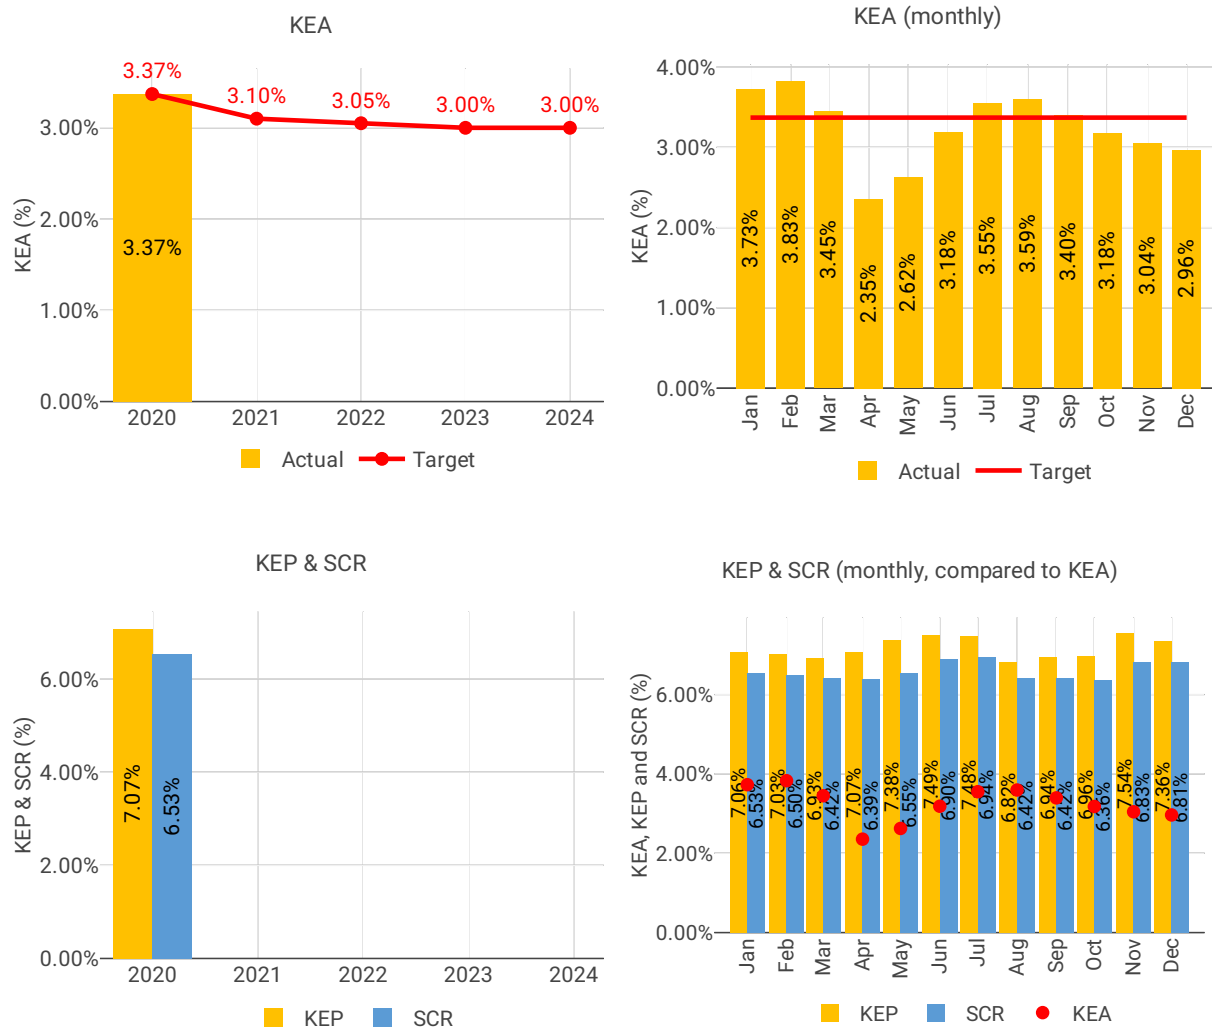 KEA
3.37%
3.10%
3.05%
3.00%
3.00%
3.00%
2.00%
1.00%
0.00%
KEA (%)
3.37%
2020 2021 2022 2023 2024
Actual Target
KEA (monthly)
4.00%
3.00%
2.00%
1.00%
0.00%
KEA (%)
3.73% 3.83% 3.45% 2.35% 2.62% 3.18% 3.55% 3.59% 3.40% 3.18% 3.04% 2.96%
Jan Feb Mar Apr May Jun Jul Aug Sep Oct Nov Dec
Actual Target
KEP & SCR
6.00%
4.00%
2.00%
0.00%
KEP & SCR (%)
7.07% 6.53%
2020 2021 2022 2023 2024
KEP SCR
KEP & SCR (monthly, compared to KEA)
6.00%
4.00%
2.00%
0.00%
KEA, KEP and SCR (%)
7.06% 6.53% 7.03% 6.50% 6.93% 6.42% 7.07% 6.39% 7.38% 6.55% 7.49% 6.90% 7.48% 6.94% 6.82% 6.42% 6.94% 6.42% 6.96% 7.54% 6.83% 7.36% 6.81%
Jan Feb Mar Apr May Jun Jul Aug Sep Oct Nov Dec
KEP SCR KEA